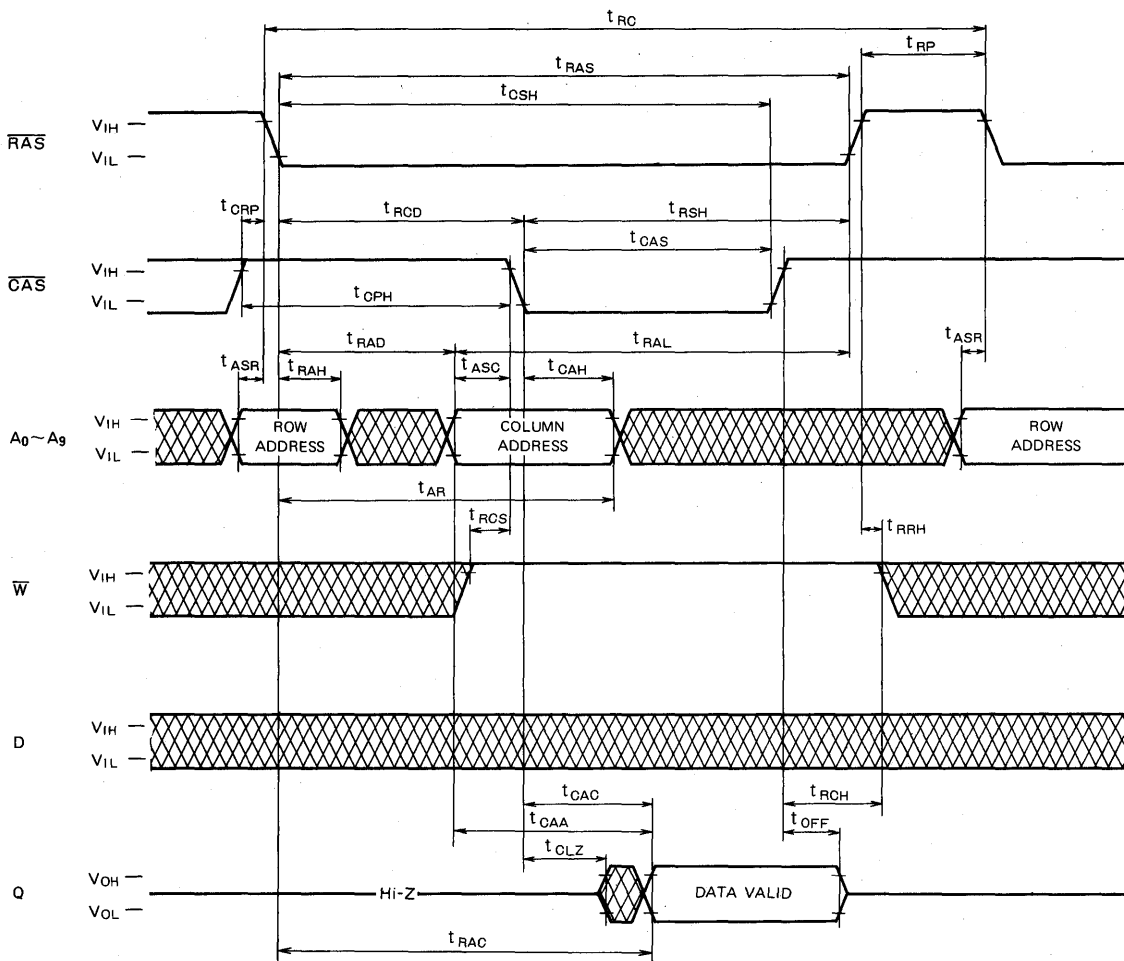 tRC
tRP
tRAS
tCSH
RAS
VIH
VIL
tCRP
tRCD
tRSH
tCAS
CAS
VIH
VIL
tCPH
tRAD
tRAL
tASR
tRAH
tASC
tCAH
tASR
A0~A9
VIH
VIL
ROW ADDRESS
COLUMN ADDRESS
ROW ADDRESS
tAR
tRCS
tRRH
W
VIH
VIL
D
VIH
VIL
tCAC
tRCH
tCAA
tOFF
tCLZ
Q
VOH
VOL
Hi-Z
DATA VALID
tRAC